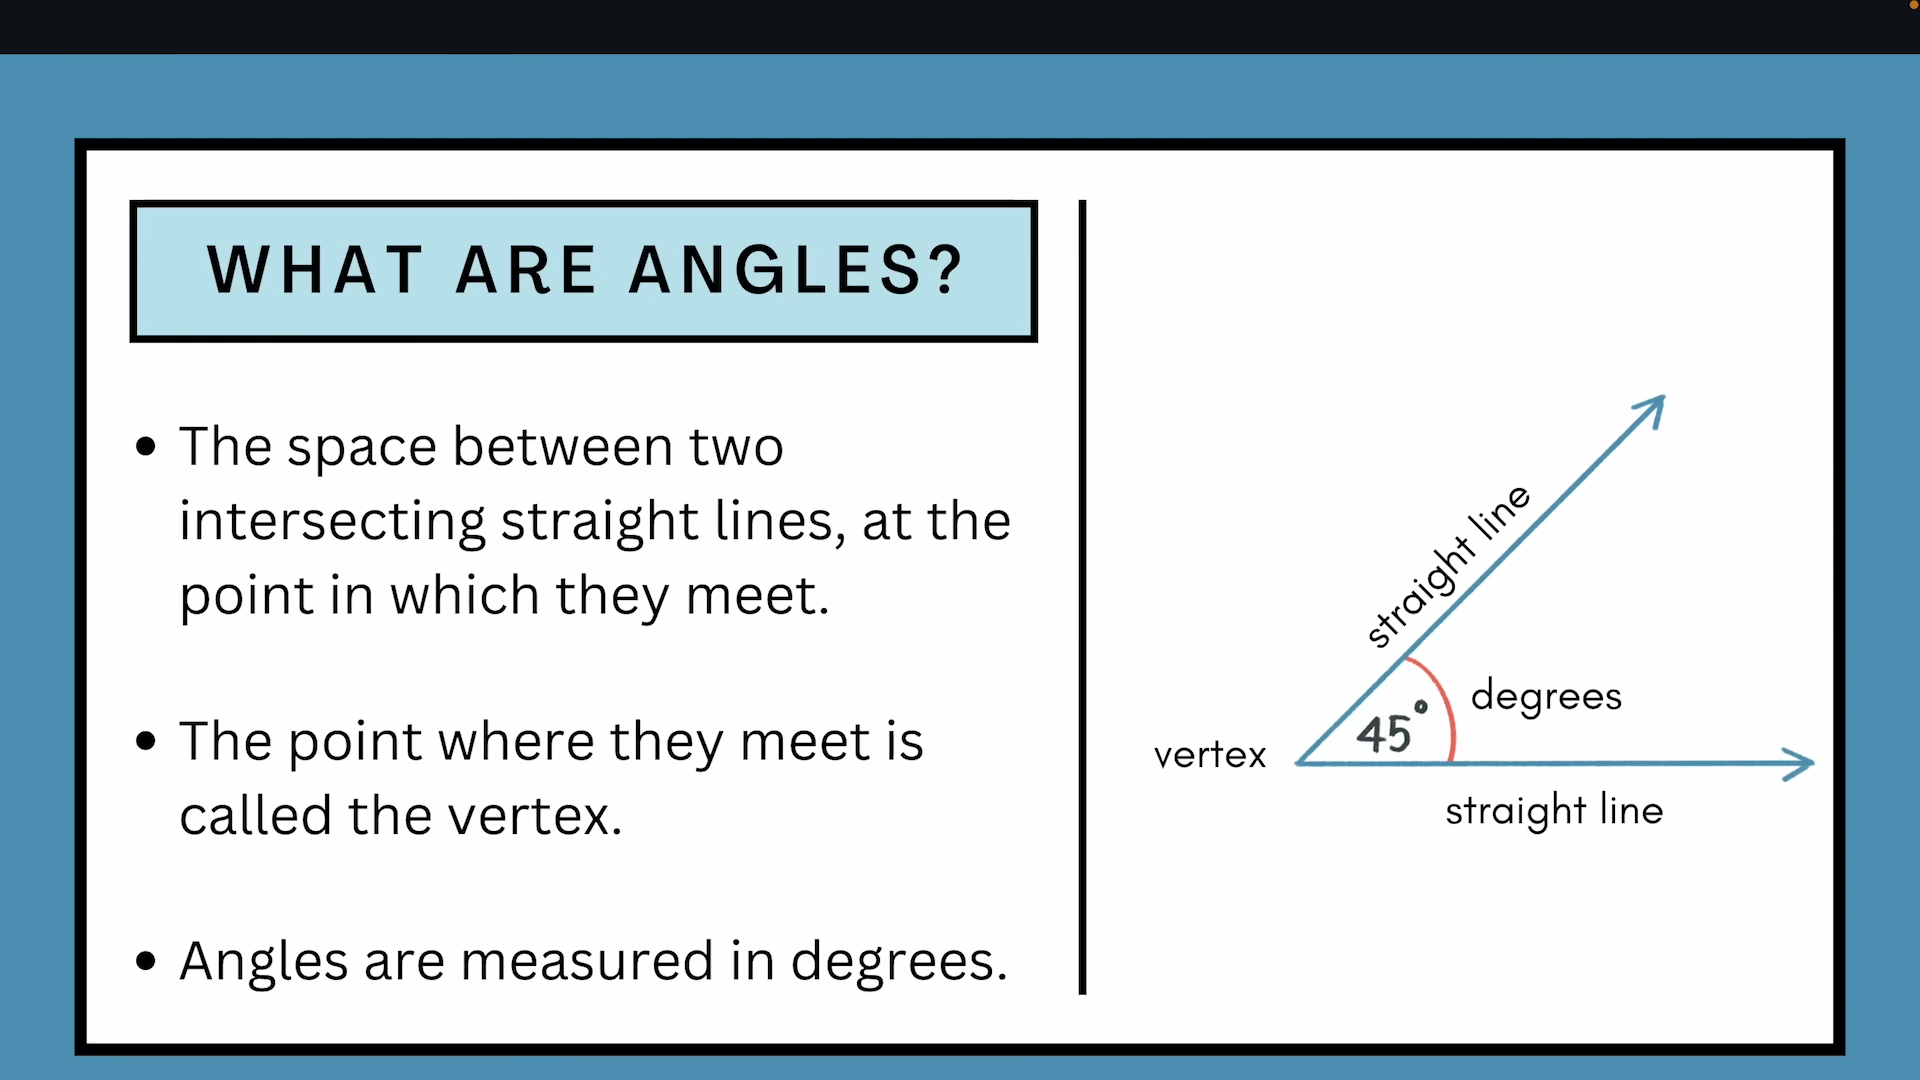 WHAT ARE ANGLES?
• The space between two
intersecting straight lines, at the
point in which they meet.
• The point where they meet is
called the vertex.
• Angles are measured in degrees.
straight line
degrees
45°
vertex
straight line